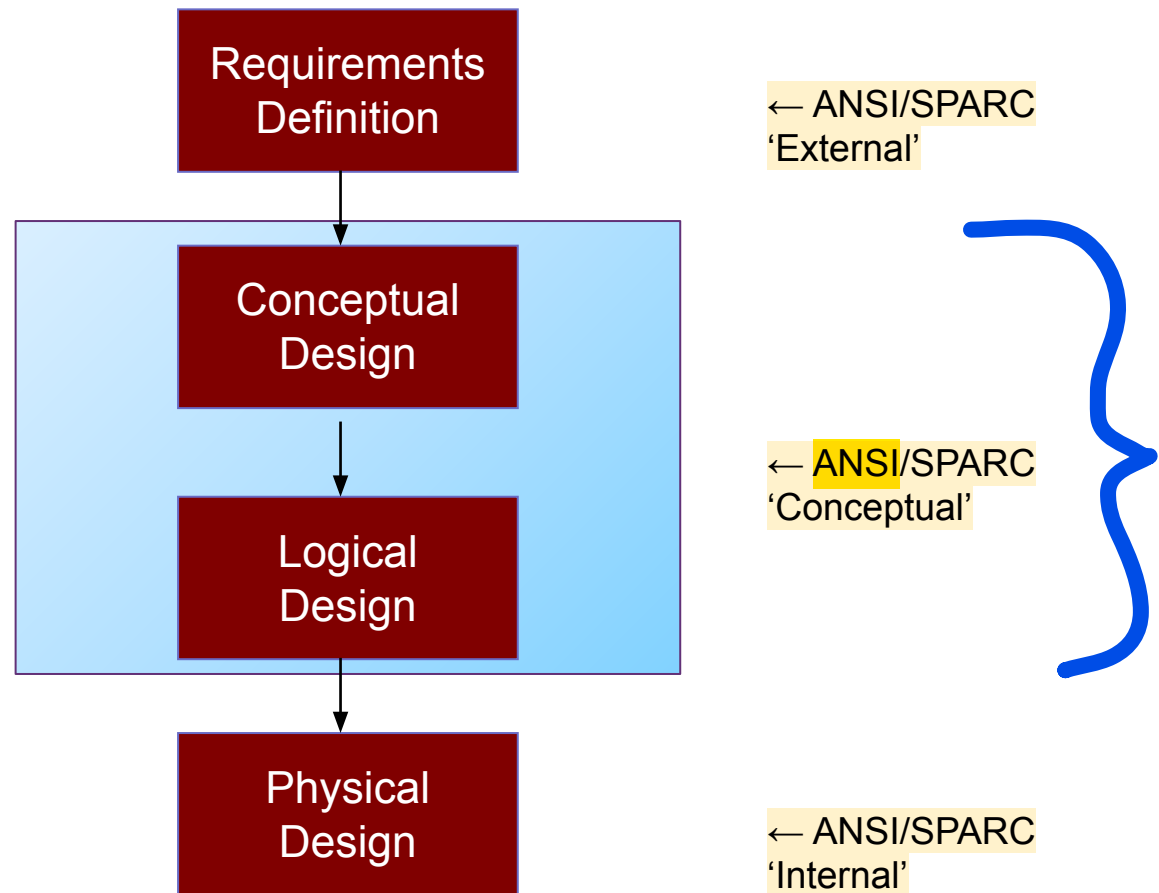 Requirements
Definition
← ANSI/SPARC
‘External’
Conceptual
Design
← ANSI/SPARC
‘Conceptual’
Logical
Design
Physical
Design
← ANSI/SPARC
‘Internal’